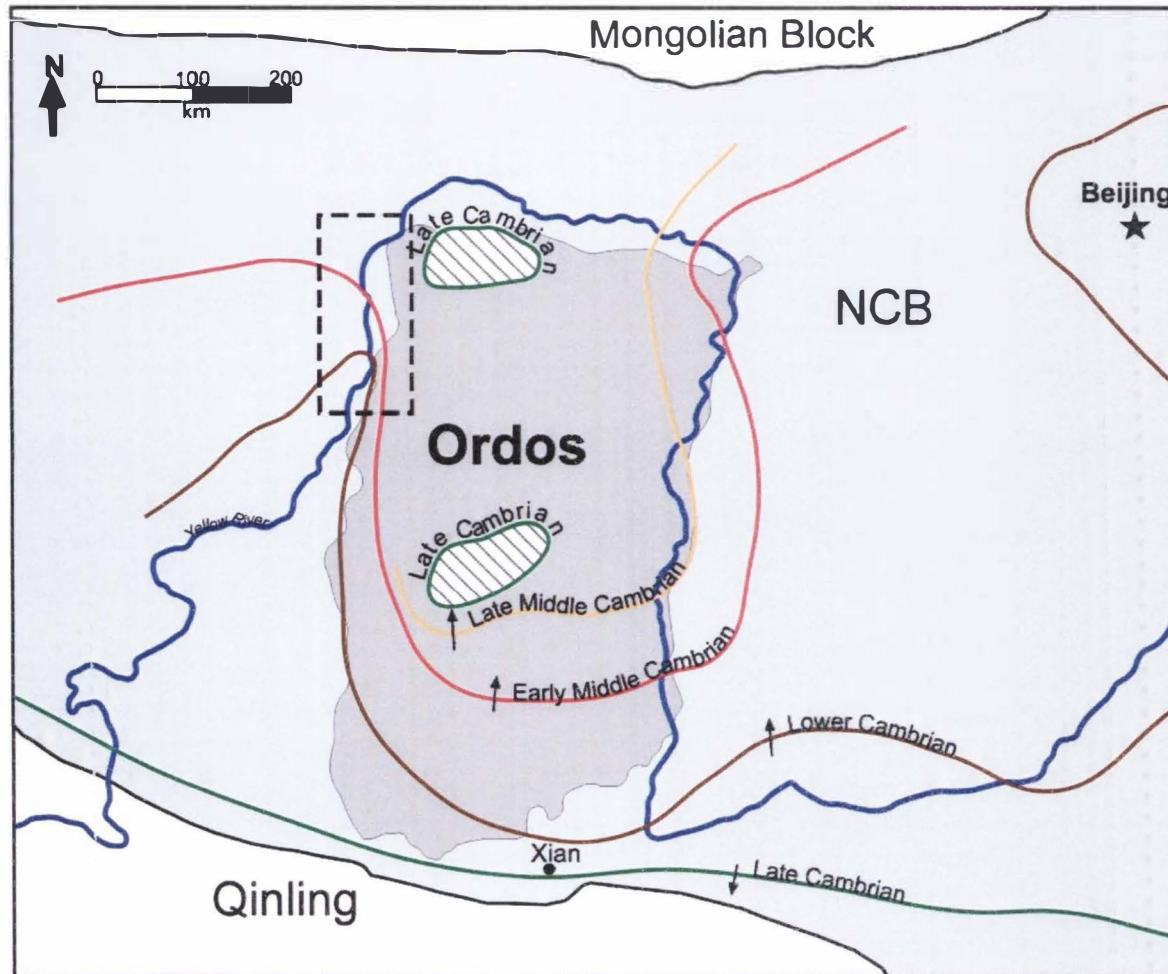 Mongolian Block
N
0 100 200
km
Beijing
Late Cambrian
NCB
Ordos
Yellow River
Late Cambrian
Late Middle Cambrian
Early Middle Cambrian
Lower Cambrian
Xian
Late Cambrian
Qinling